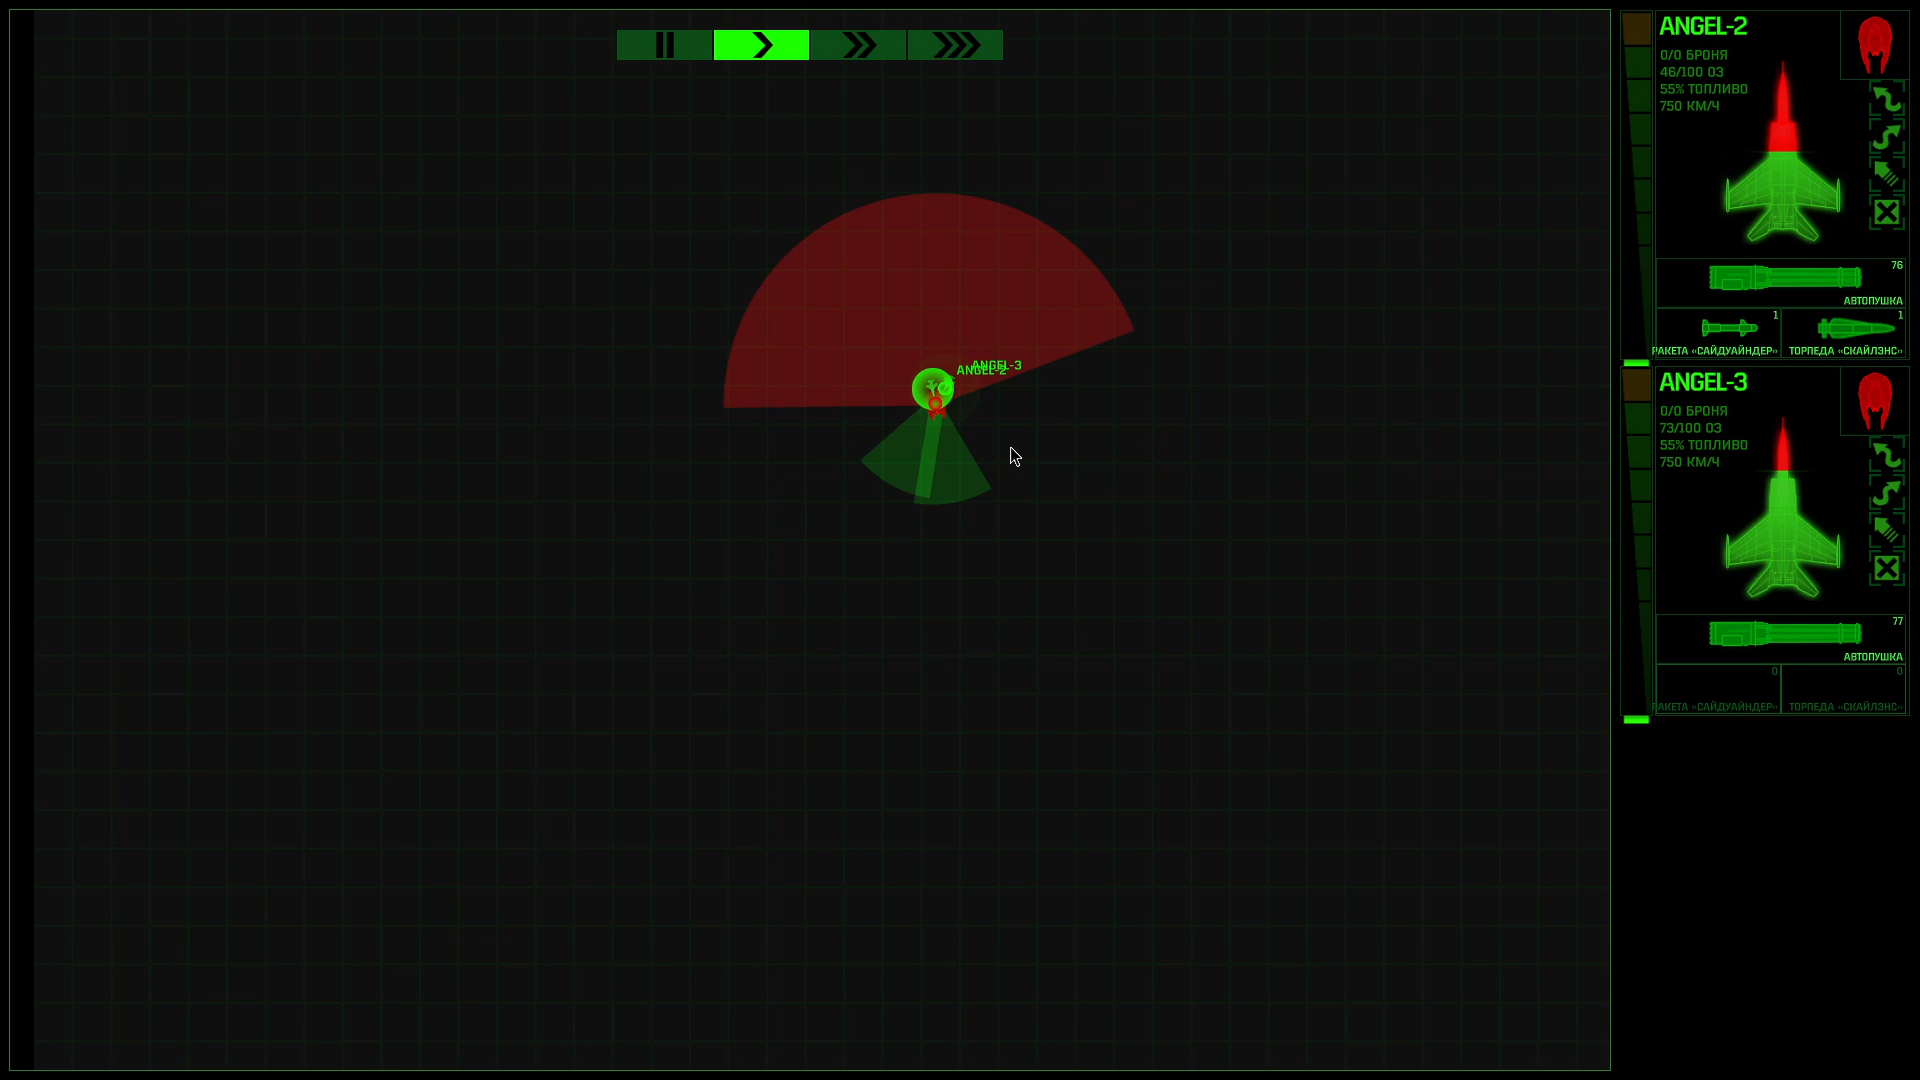 ANGEL-2
0/0 БРОНЯ
46/100 ОЗ
55% ТОПЛИВО
750 КМ/Ч
76
АВТОПУШКА
1
1
РАКЕТА «САЙДУАЙНДЕР»
ТОРПЕДА «СКАЙЛЭНС»
ANGEL-3
ANGEL-2
ANGEL-3
0/0 БРОНЯ
73/100 ОЗ
55% ТОПЛИВО
750 КМ/Ч
77
АВТОПУШКА
0
0
РАКЕТА «САЙДУАЙНДЕР»
ТОРПЕДА «СКАЙЛЭНС»